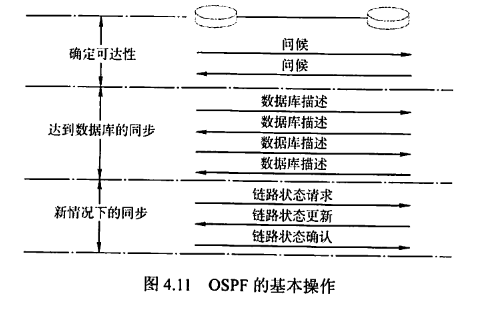 问候
确定可达性
问候
数据库描述
数据库描述
达到数据库的同步
数据库描述
数据库描述
链路状态请求
新情况下的同步
链路状态更新
链路状态确认
图 4.11 OSPF 的基本操作